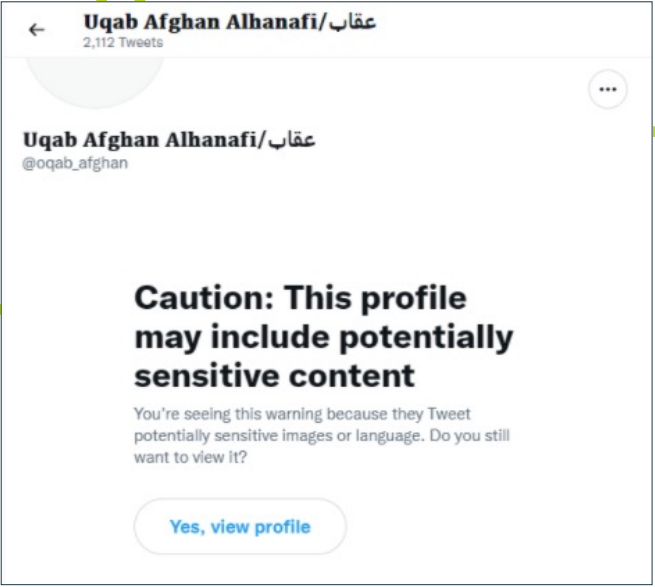 Uqab Afghan Alhanafi/عقاب
2,112 Tweets
Uqab Afghan Alhanafi/عقاب
@oqab_afghan
Caution: This profile
may include potentially
sensitive content
You're seeing this warning because they Tweet
potentially sensitive images or language. Do you still
want to view it?
Yes, view profile